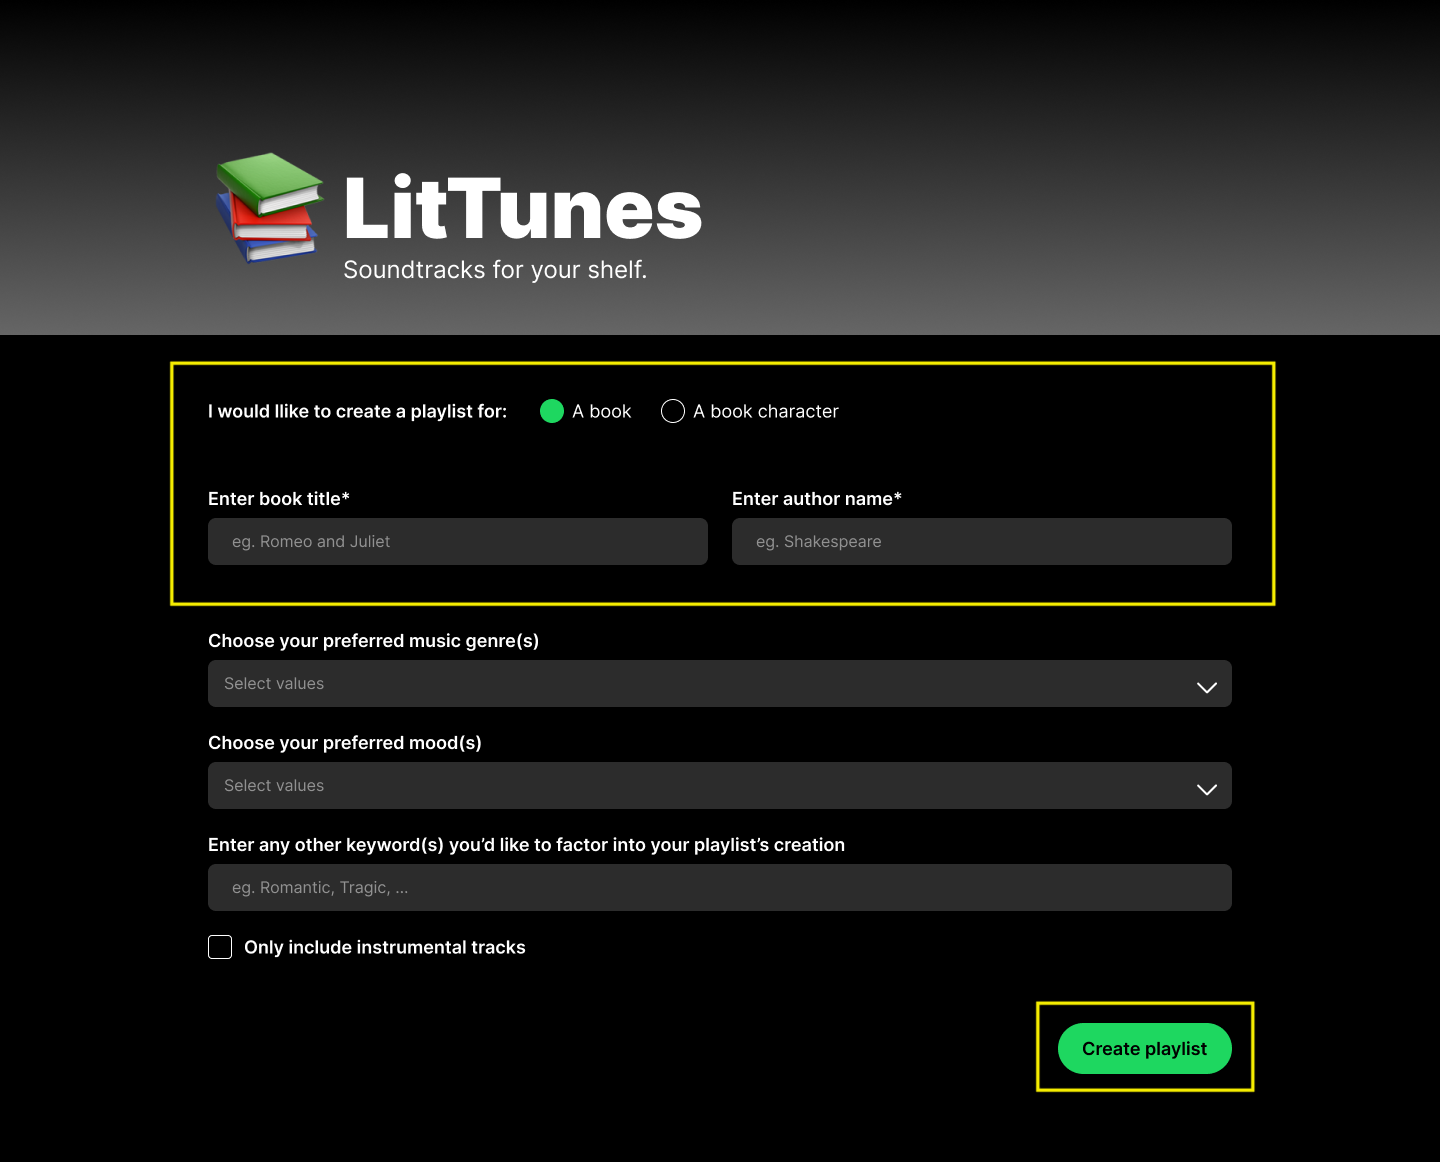 LitTunes
Soundtracks for your shelf.
I would llike to create a playlist for: A book A book character
Enter book title* Enter author name*
eg. Romeo and Juliet eg. Shakespeare
Choose your preferred music genre(s)
Select values
Choose your preferred mood(s)
Select values
Enter any other keyword(s) you’d like to factor into your playlist’s creation
eg. Romantic, Tragic, ...
Only include instrumental tracks
Create playlist